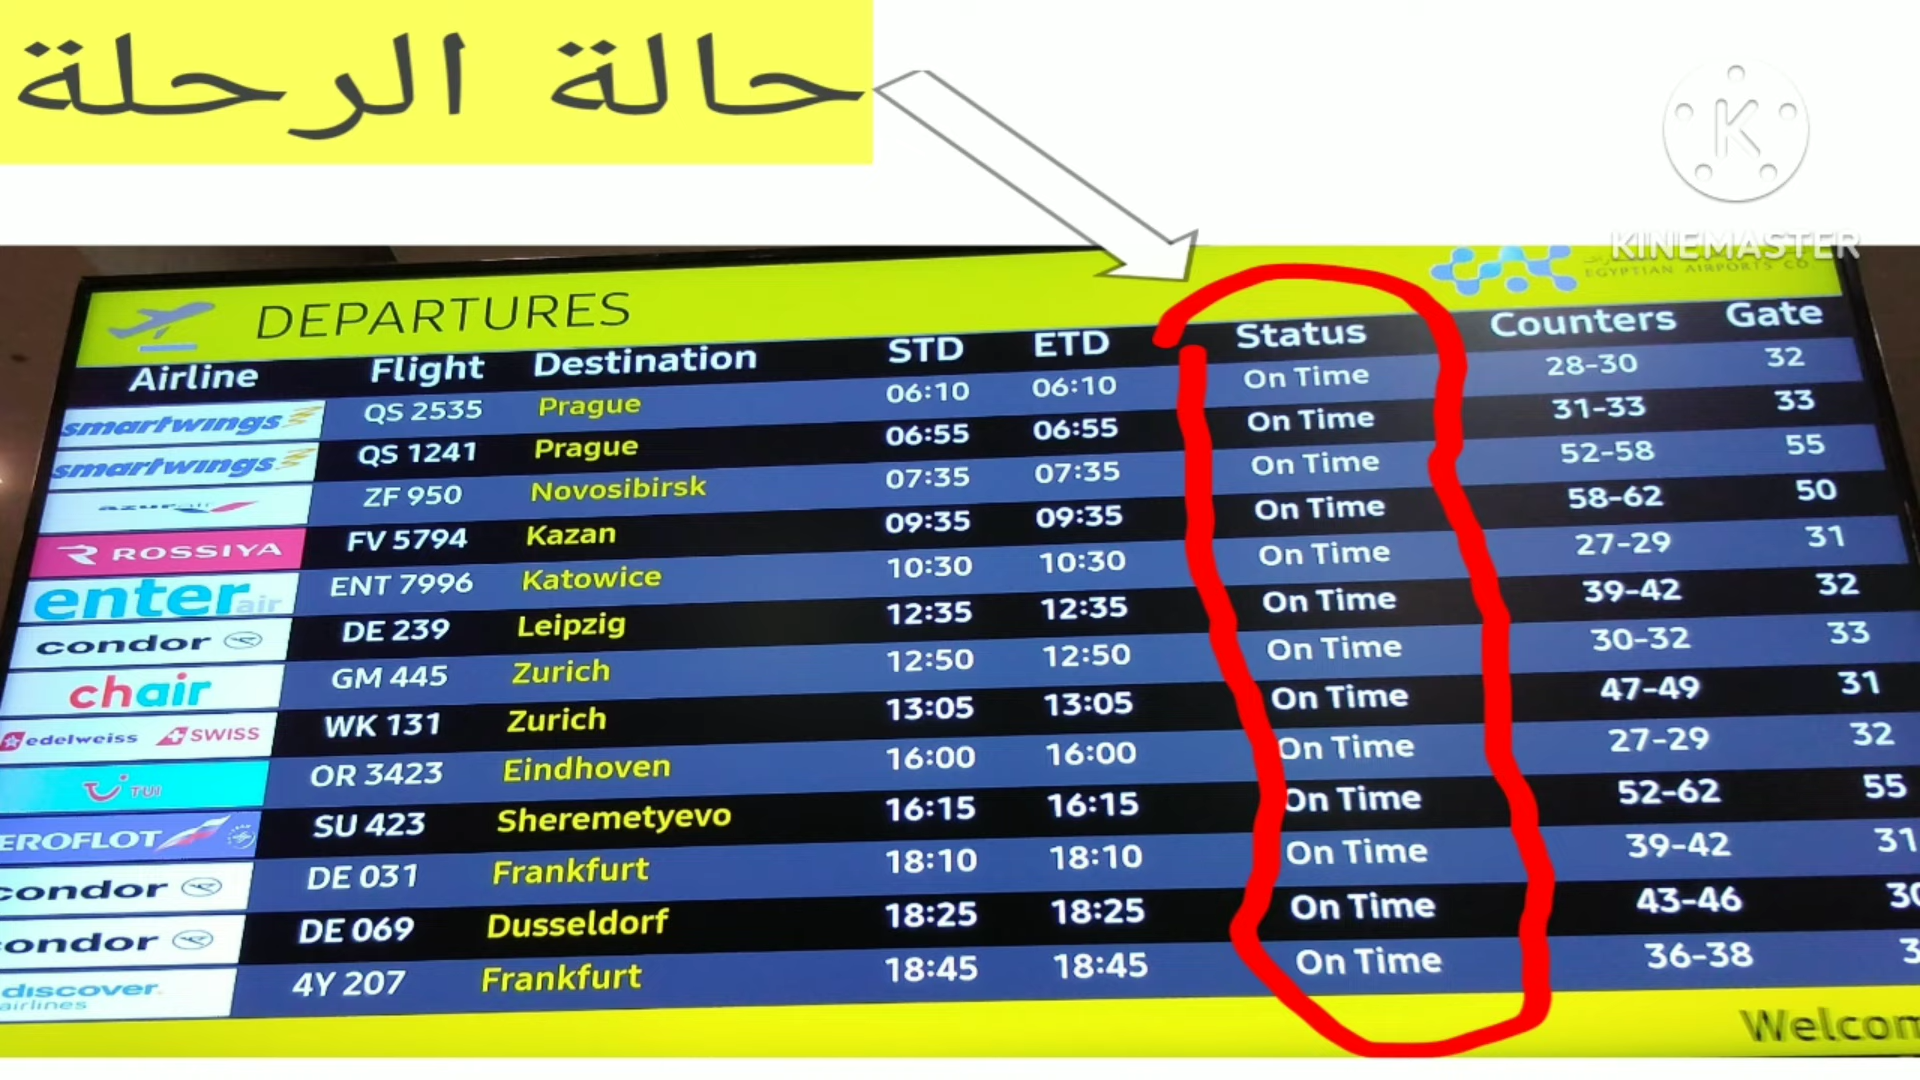 حالة الرحلة
KINEMASTER
EGYPTIAN AIRPORTS CO
DEPARTURES
Airline Flight Destination STD ETD Status Counters Gate
smartwings QS 2535 Prague 06:10 06:10 On Time 28-30 32
smartwings QS 1241 Prague 06:55 06:55 On Time 31-33 33
azur air ZF 950 Novosibirsk 07:35 07:35 On Time 52-58 55
ROSSIYA FV 5794 Kazan 09:35 09:35 On Time 58-62 50
enter air ENT 7996 Katowice 10:30 10:30 On Time 27-29 31
condor DE 239 Leipzig 12:35 12:35 On Time 39-42 32
chair GM 445 Zurich 12:50 12:50 On Time 30-32 33
edelweiss SWISS WK 131 Zurich 13:05 13:05 On Time 47-49 31
TUI OR 3423 Eindhoven 16:00 16:00 On Time 27-29 32
EROFLOT SU 423 Sheremetyevo 16:15 16:15 On Time 52-62 55
condor DE 031 Frankfurt 18:10 18:10 On Time 39-42 31
ondor DE 069 Dusseldorf 18:25 18:25 On Time 43-46 30
discover airlines 4Y 207 Frankfurt 18:45 18:45 On Time 36-38 3
Welcom